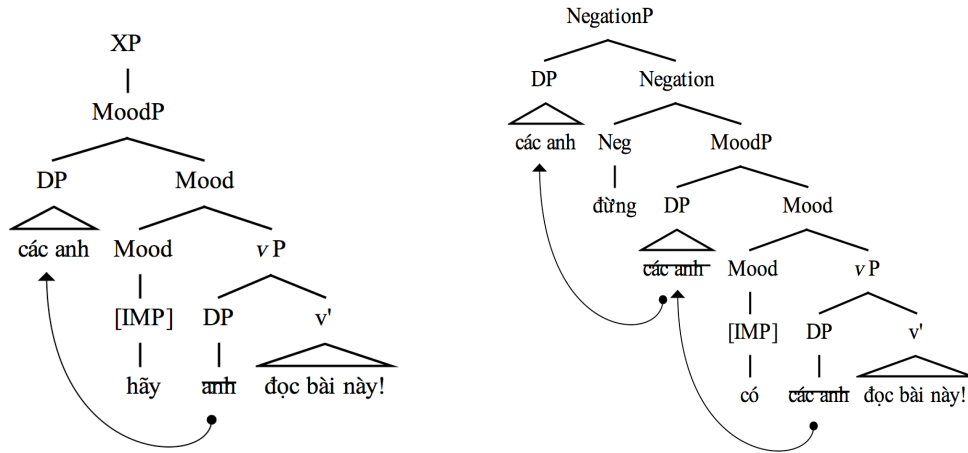 XP
MoodP
DP Mood
các anh Mood vP
[IMP] DP v'
hãy anh đọc bài này!
NegationP
DP Negation
các anh Neg MoodP
đừng DP Mood
các anh Mood vP
[IMP] DP v'
có các anh đọc bài này!